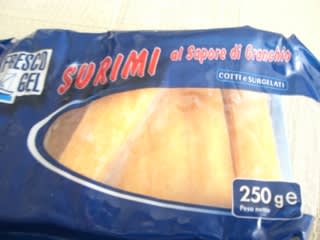 FRESCO
GEL
SURIMI al Sapore di Granchio
COTTI e SURGELATI
250 g e
Peso netto